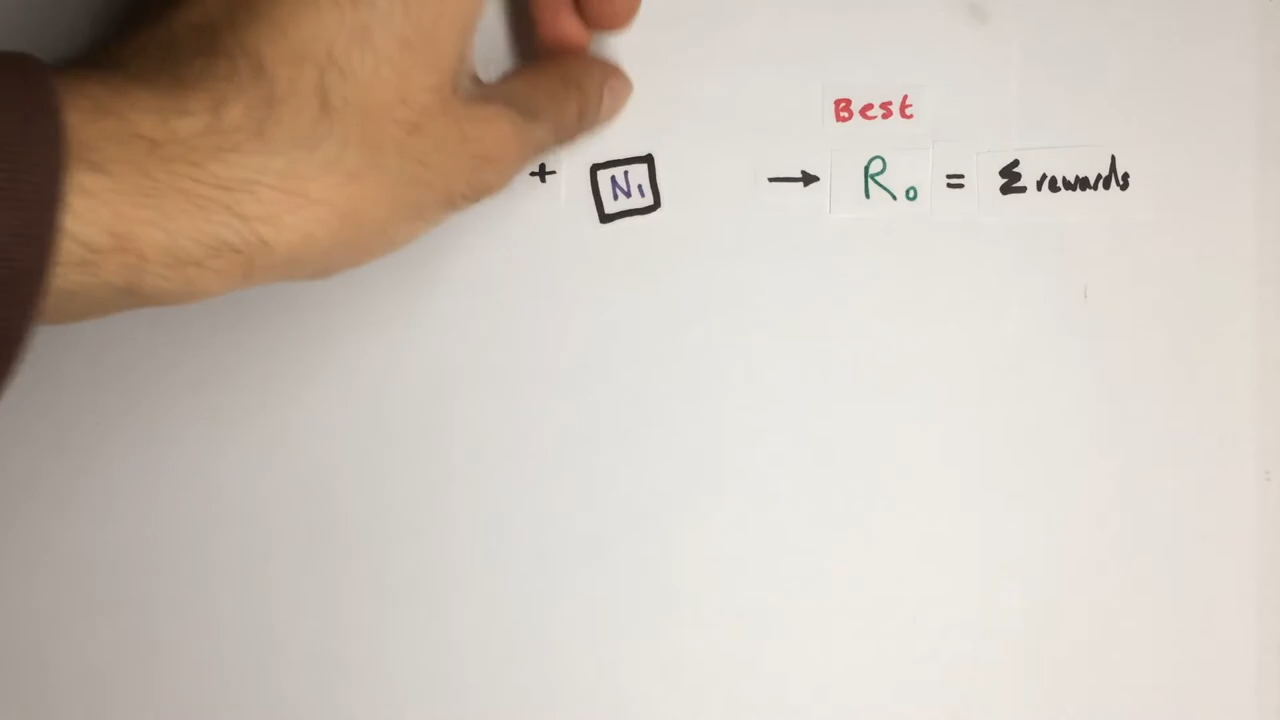 Best
+ N₁ → R₀ = Σ rewards